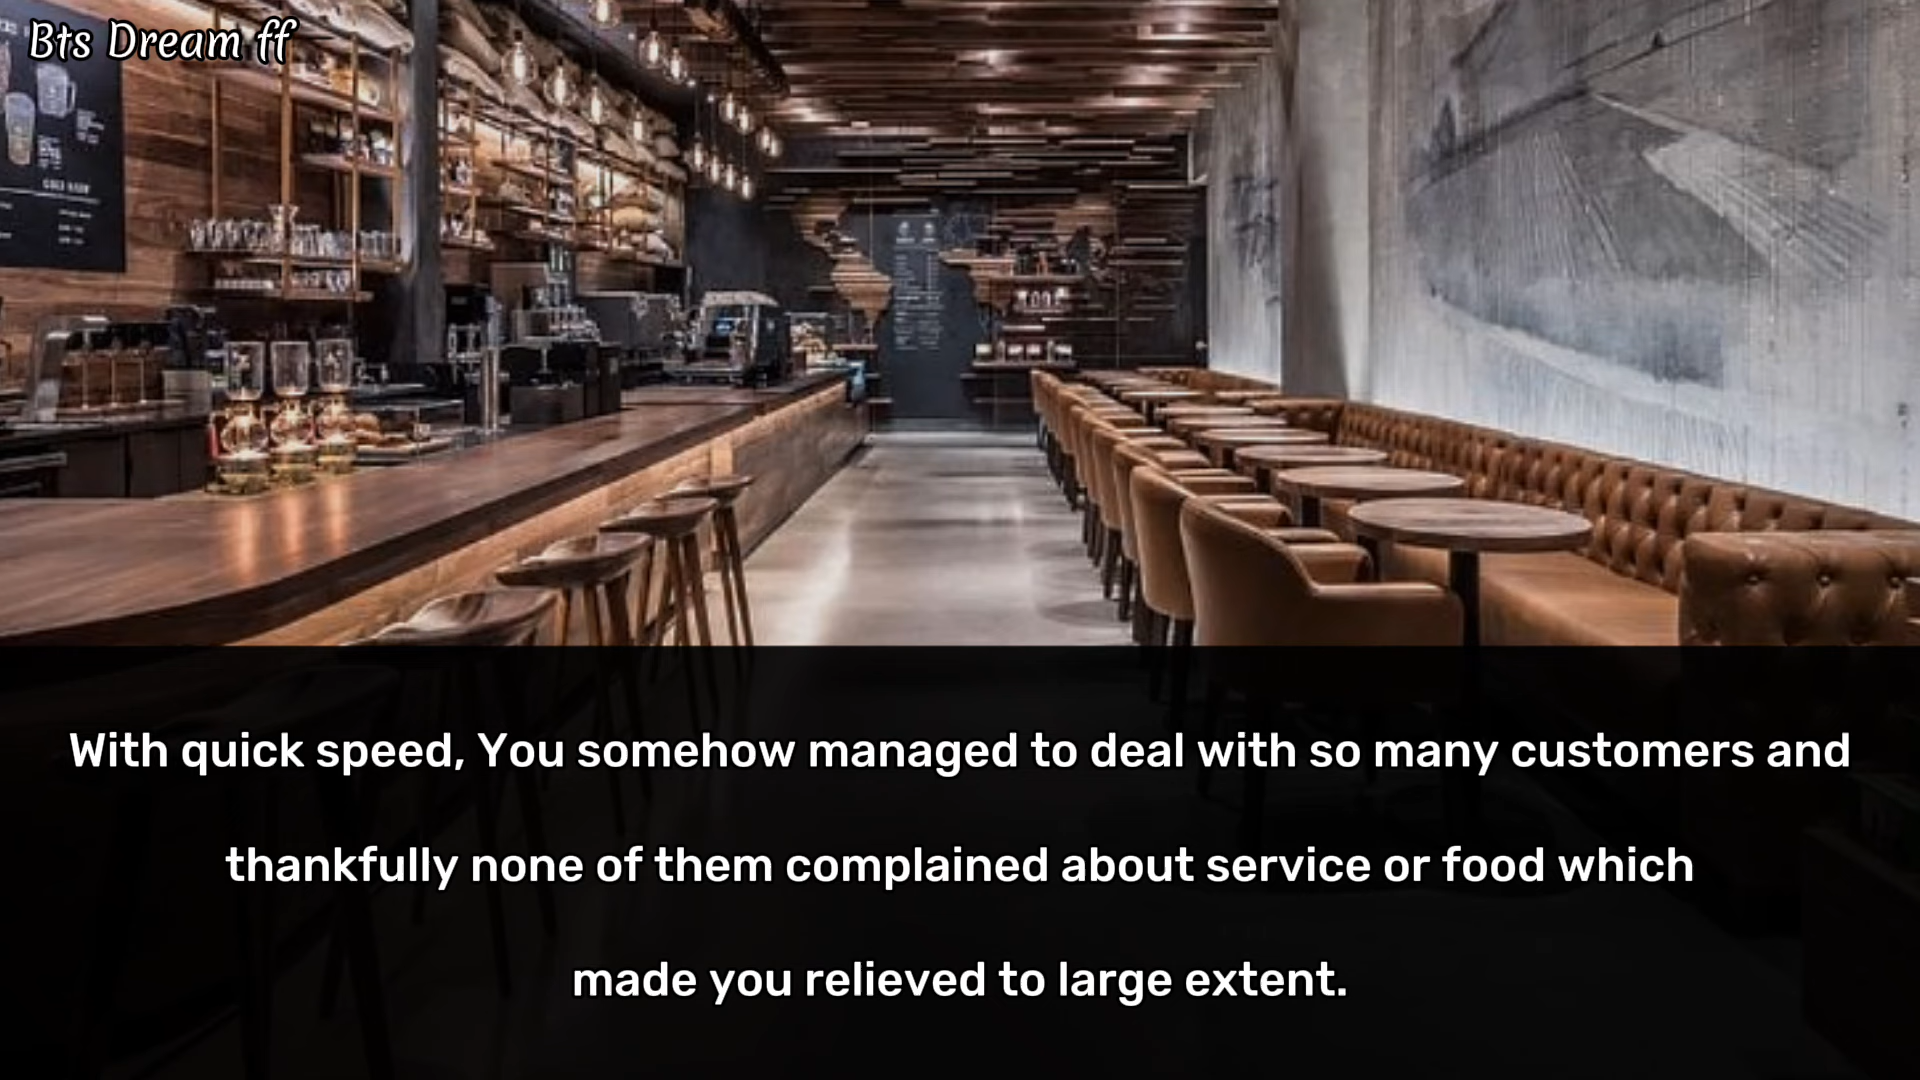 Bts Dream ff
With quick speed, You somehow managed to deal with so many customers and
thankfully none of them complained about service or food which
made you relieved to large extent.